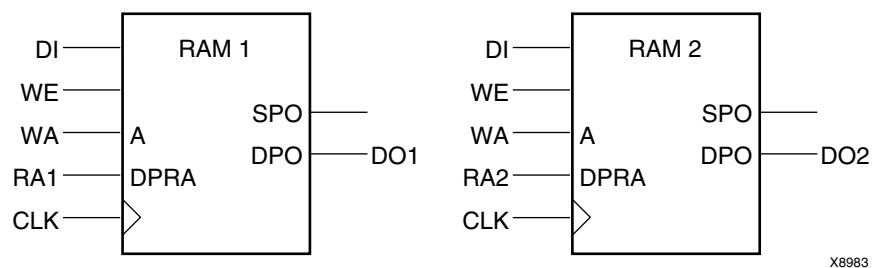 RAM 1
DI
WE
WA
A
RA1
DPRA
CLK
SPO
DPO
DO1
RAM 2
DI
WE
WA
A
RA2
DPRA
CLK
SPO
DPO
DO2
X8983